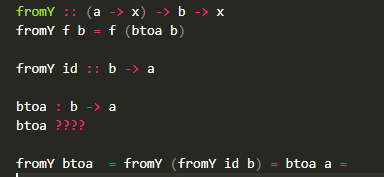 fromY :: (a -> x) -> b -> x
fromY f b = f (btoa b)
fromY id :: b -> a
btoa : b -> a
btoa ????
fromY btoa  = fromY (fromY id b) = btoa a =